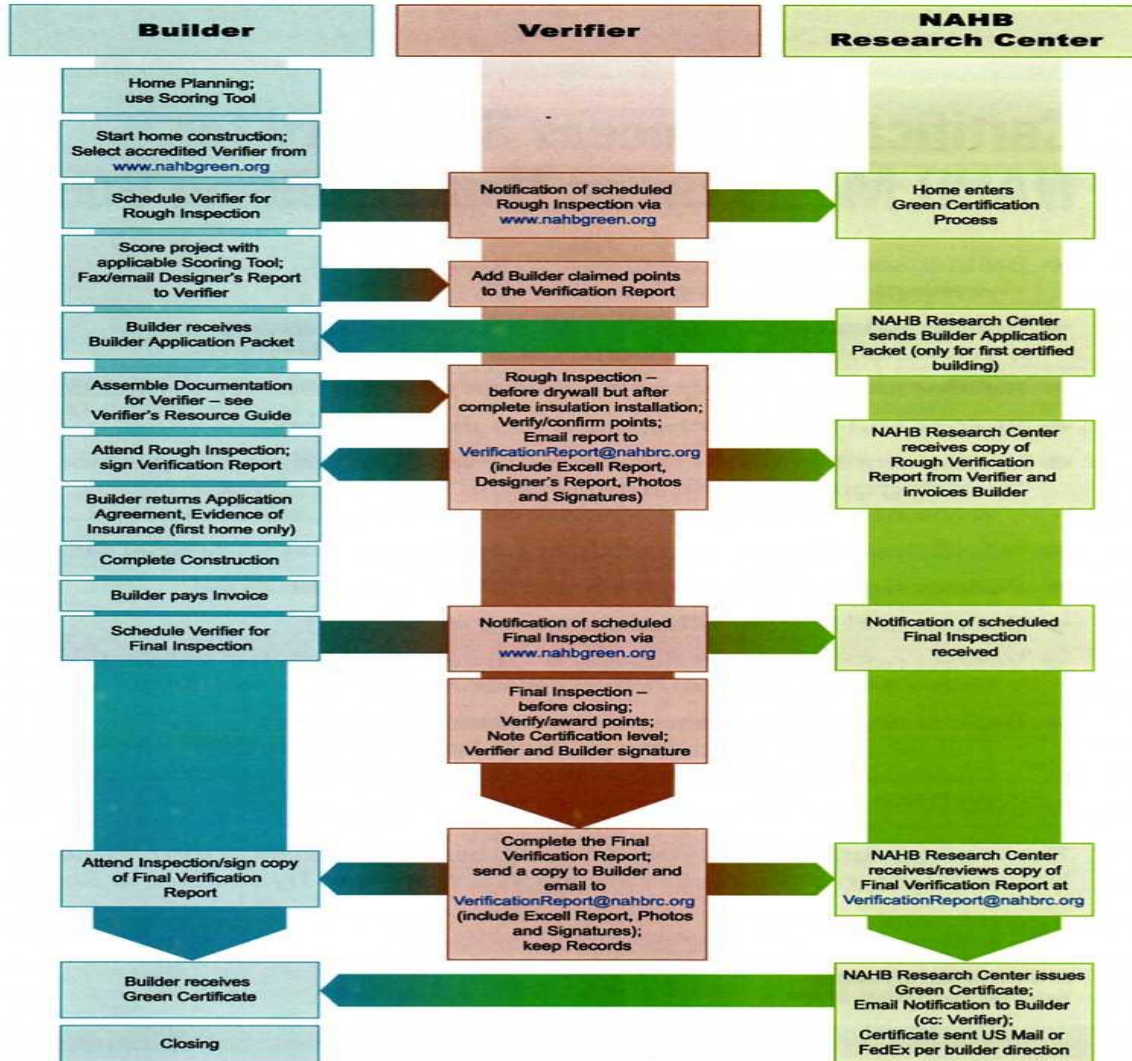 Builder
Verifier
NAHB
Research Center
Home Planning;
use Scoring Tool
Start home construction;
Select accredited Verifier from
www.nahbgreen.org
Schedule Verifier for
Rough Inspection
Notification of scheduled
Rough Inspection via
www.nahbgreen.org
Home enters
Green Certification
Process
Score project with
applicable Scoring Tool;
Fax/email Designer's Report
to Verifier
Add Builder claimed points
to the Verification Report
Builder receives
Builder Application Packet
NAHB Research Center
sends Builder Application
Packet (only for first certified
building)
Assemble Documentation
for Verifier – see
Verifier's Resource Guide
Rough Inspection –
before drywall but after
complete insulation installation;
Verify/confirm points;
Email report to
VerificationReport@nahbrc.org
(include Excell Report,
Designer's Report, Photos
and Signatures)
Attend Rough Inspection;
sign Verification Report
NAHB Research Center
receives copy of
Rough Verification
Report from Verifier and
invoices Builder
Builder returns Application
Agreement, Evidence of
Insurance (first home only)
Complete Construction
Builder pays Invoice
Schedule Verifier for
Final Inspection
Notification of scheduled
Final Inspection via
www.nahbgreen.org
Notification of scheduled
Final Inspection
received
Final Inspection –
before closing;
Verify/award points;
Note Certification level;
Verifier and Builder signature
Attend Inspection/sign copy
of Final Verification
Report
Complete the Final
Verification Report;
send a copy to Builder and
email to
VerificationReport@nahbrc.org
(include Excell Report, Photos
and Signatures);
keep Records
NAHB Research Center
receives/reviews copy of
Final Verification Report at
VerificationReport@nahbrc.org
Builder receives
Green Certificate
NAHB Research Center issues
Green Certificate;
Email Notification to Builder
(cc: Verifier);
Certificate sent US Mail or
FedEx per builder direction
Closing